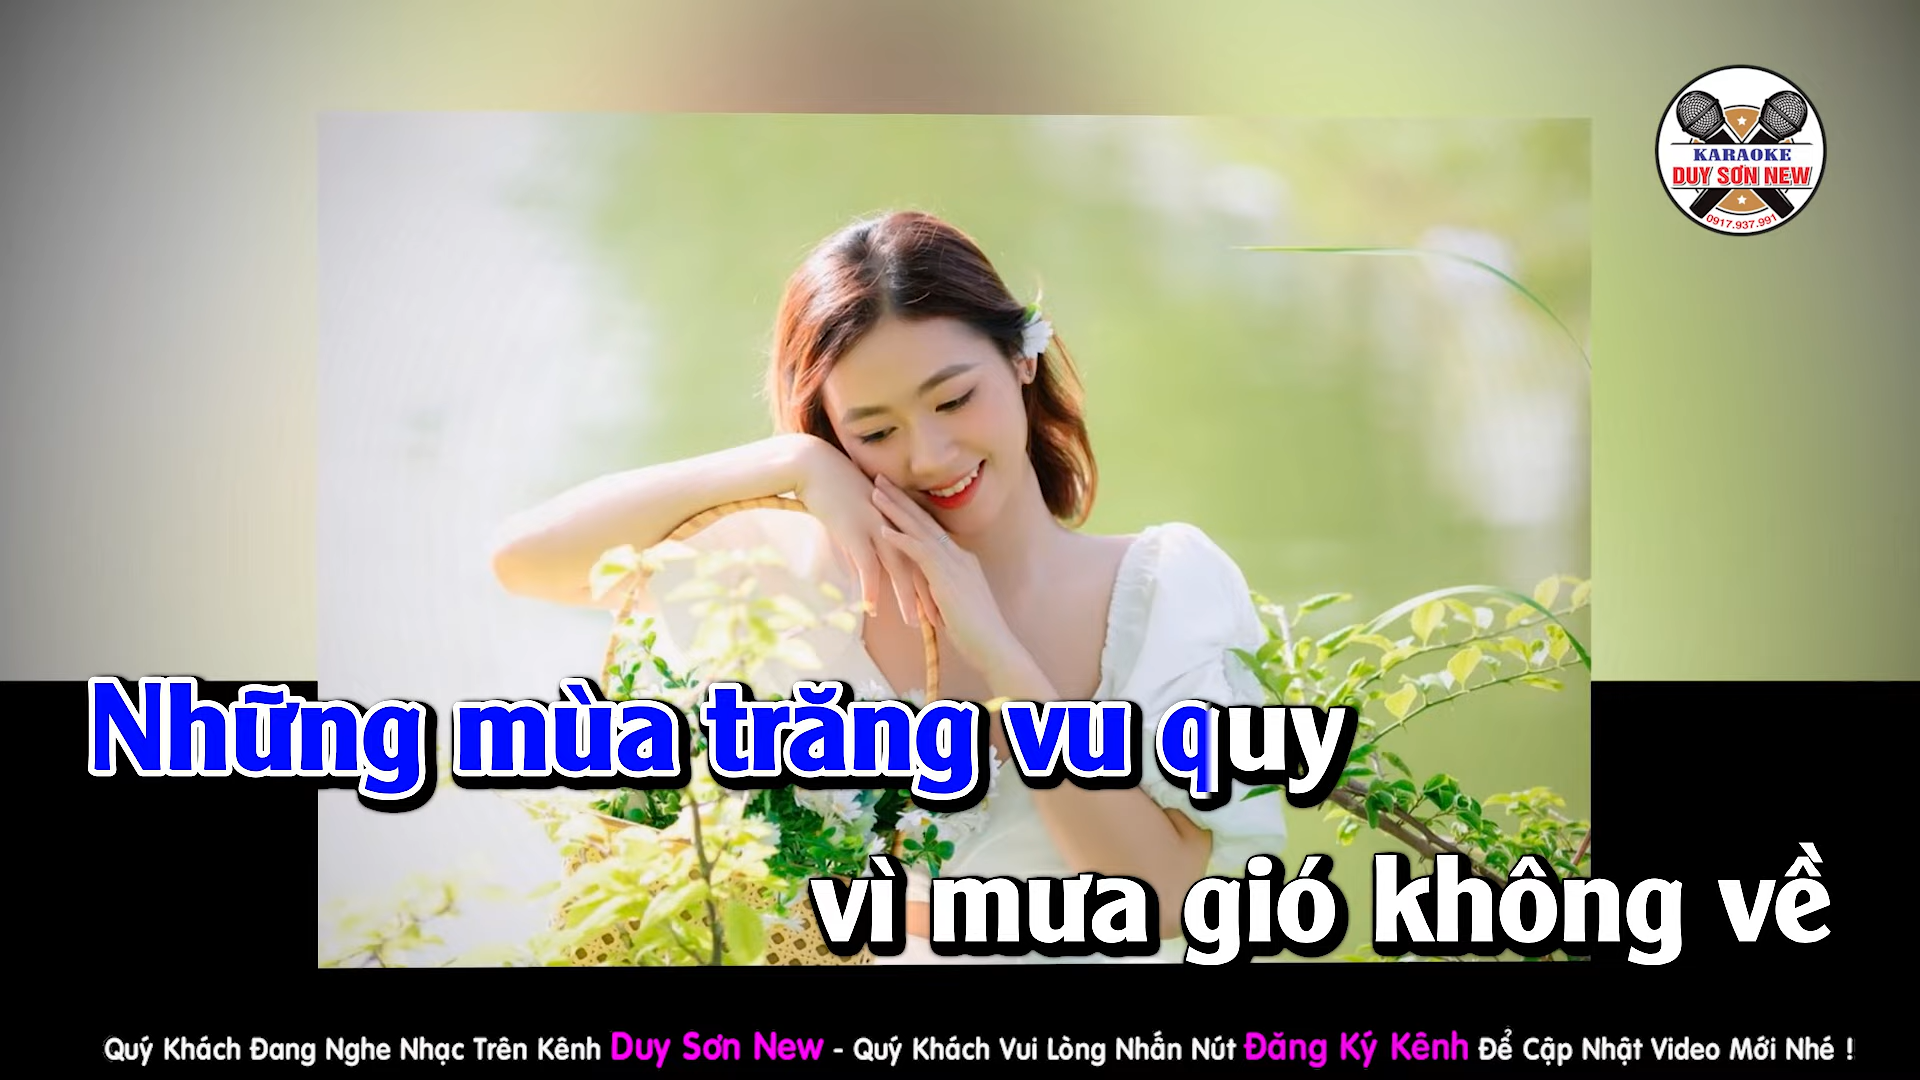 KARAOKE
DUY SƠN NEW
0917.937.991
Những mùa trăng vu quy
vì mưa gió không về
Quý Khách Đang Nghe Nhạc Trên Kênh Duy Sơn New - Quý Khách Vui Lòng Nhấn Nút Đăng Ký Kênh Để Cập Nhật Video Mới Nhé !